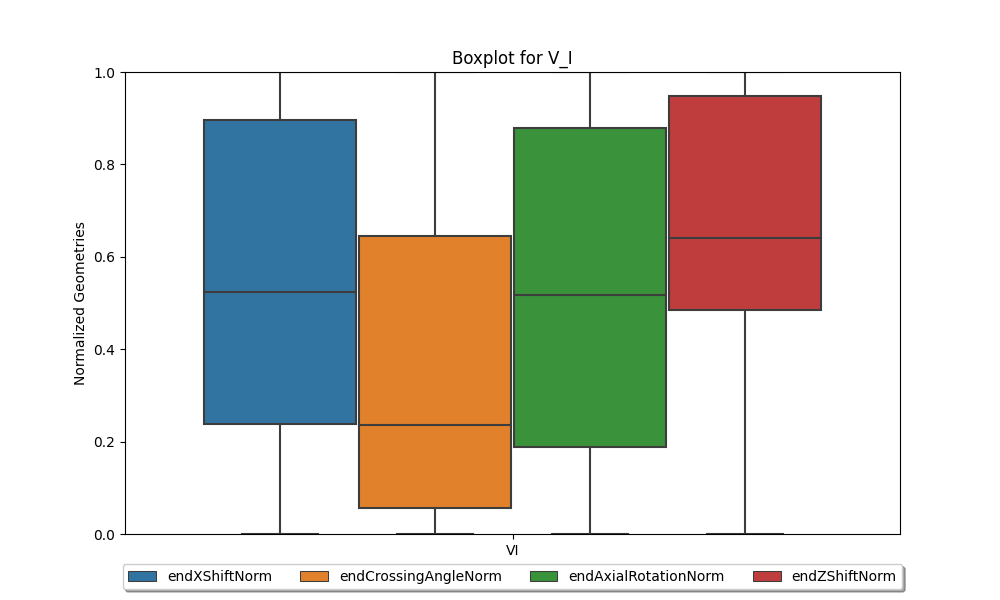 Boxplot for V_I
1.0
0.8
0.6
0.4
0.2
0.0
Normalized Geometries
VI
endXShiftNorm endCrossingAngleNorm endAxialRotationNorm endZShiftNorm